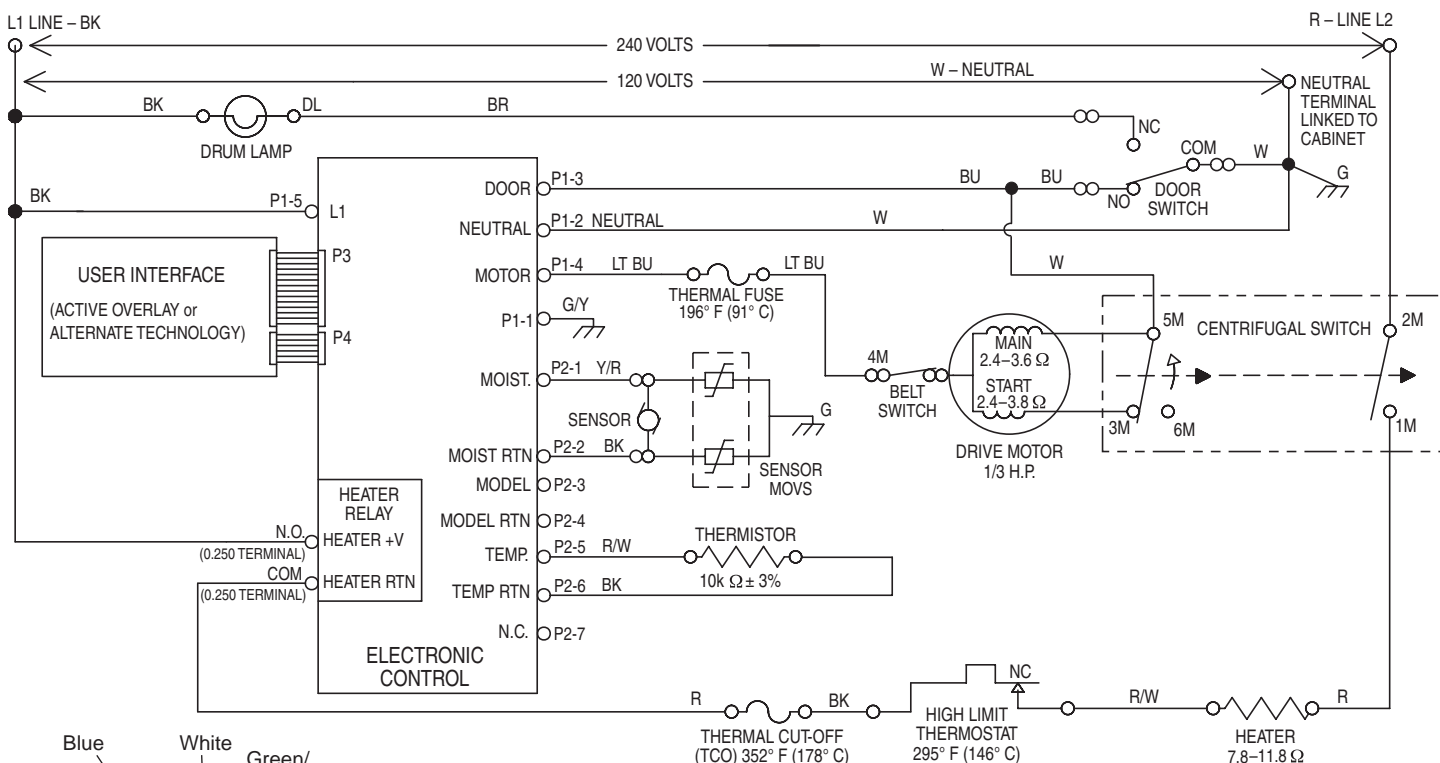 L1 LINE – BK
R – LINE L2
240 VOLTS
120 VOLTS
W – NEUTRAL
NEUTRAL
TERMINAL
LINKED TO
CABINET
BK
DL
BR
NC
DRUM LAMP
COM
W
G
DOOR
P1-3
BU
BU
NO
DOOR
SWITCH
BK
P1-5
L1
NEUTRAL
P1-2
NEUTRAL
W
USER INTERFACE
(ACTIVE OVERLAY or
ALTERNATE TECHNOLOGY)
P3
P4
MOTOR
P1-4
LT BU
LT BU
THERMAL FUSE
196° F (91° C)
W
P1-1
G/Y
5M
CENTRIFUGAL SWITCH
2M
MAIN
2.4–3.6 Ω
START
2.4–3.8 Ω
4M
BELT
SWITCH
3M
6M
1M
DRIVE MOTOR
1/3 H.P.
MOIST.
P2-1
Y/R
SENSOR
G
MOIST RTN
P2-2
BK
SENSOR
MOVS
MODEL
P2-3
MODEL RTN
P2-4
HEATER
RELAY
N.O.
(0.250 TERMINAL)
HEATER +V
COM
(0.250 TERMINAL)
HEATER RTN
TEMP.
P2-5
R/W
THERMISTOR
10k Ω ± 3%
TEMP RTN
P2-6
BK
N.C.
P2-7
ELECTRONIC
CONTROL
R
THERMAL CUT-OFF
(TCO) 352° F (178° C)
BK
NC
HIGH LIMIT
THERMOSTAT
295° F (146° C)
R/W
R
HEATER
7.8–11.8 Ω
Blue
White
Green/